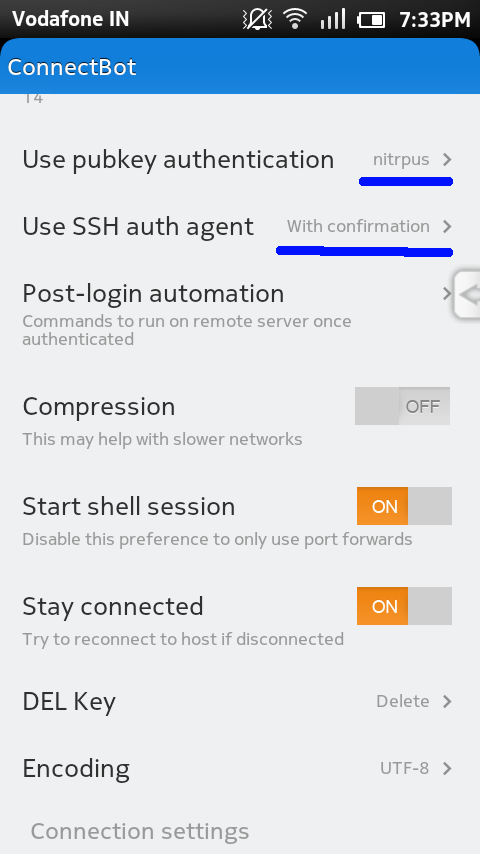 Vodafone IN 7:33PM
ConnectBot
Use pubkey authentication nitrpus
Use SSH auth agent With confirmation
Post-login automation
Commands to run on remote server once
authenticated
Compression OFF
This may help with slower networks
Start shell session ON
Disable this preference to only use port forwards
Stay connected ON
Try to reconnect to host if disconnected
DEL Key Delete
Encoding UTF-8
Connection settings